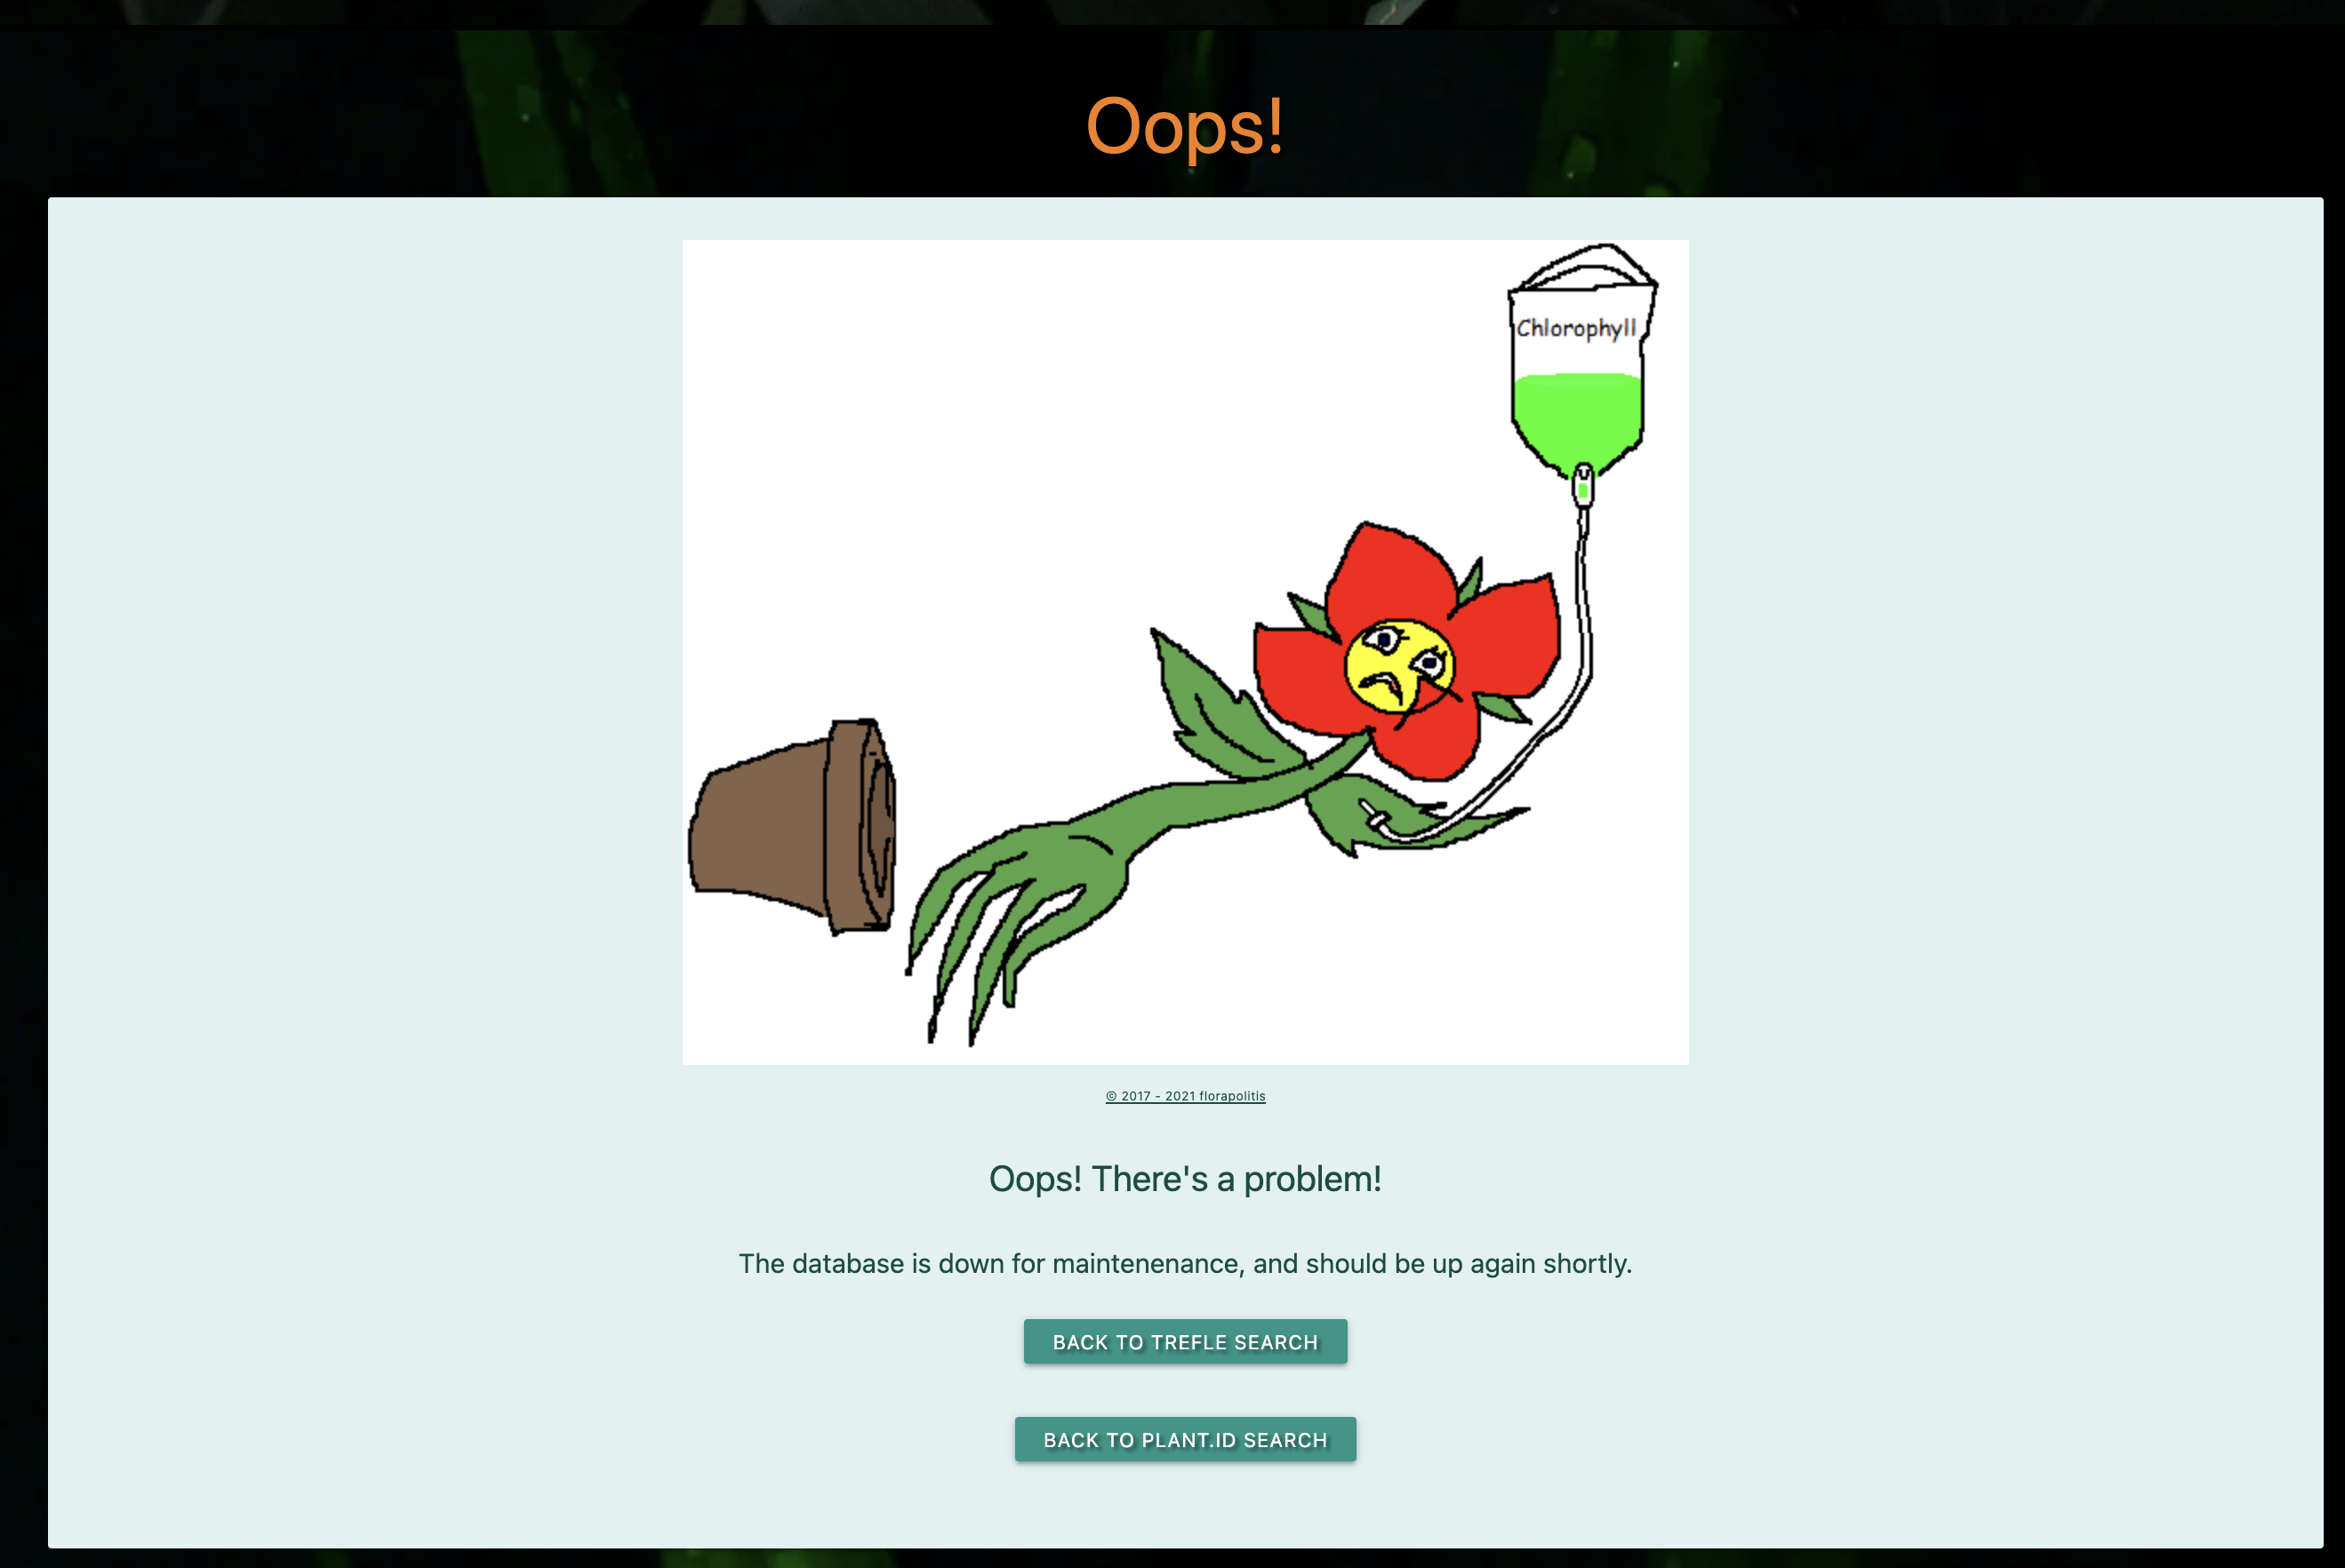 Oops!
Chlorophyll
© 2017 - 2021 florapolitis
Oops! There's a problem!
The database is down for maintenenance, and should be up again shortly.
BACK TO TREFLE SEARCH
BACK TO PLANT.ID SEARCH